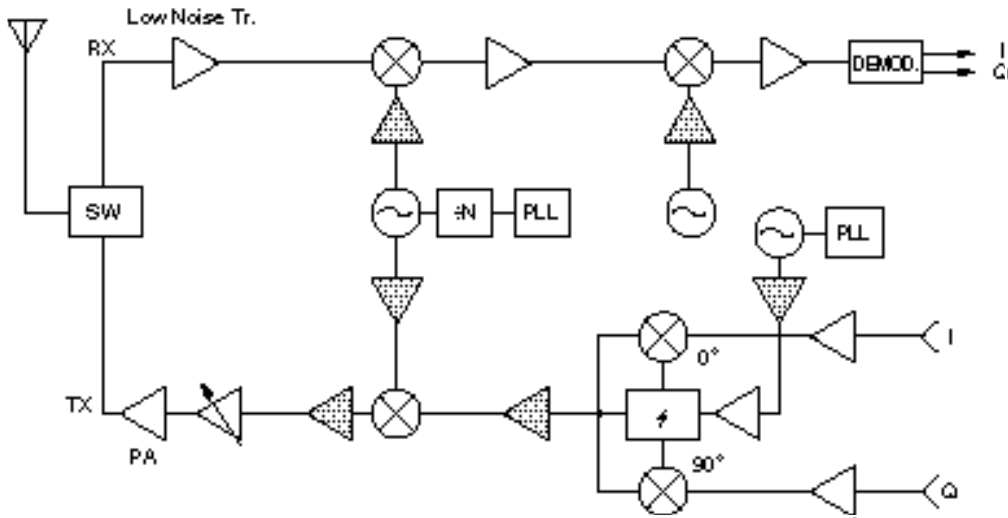 Low Noise Tr.
RX
DEMOD.
I
Q
SW
÷N
PLL
PLL
0°
I
TX
PA
90°
Q